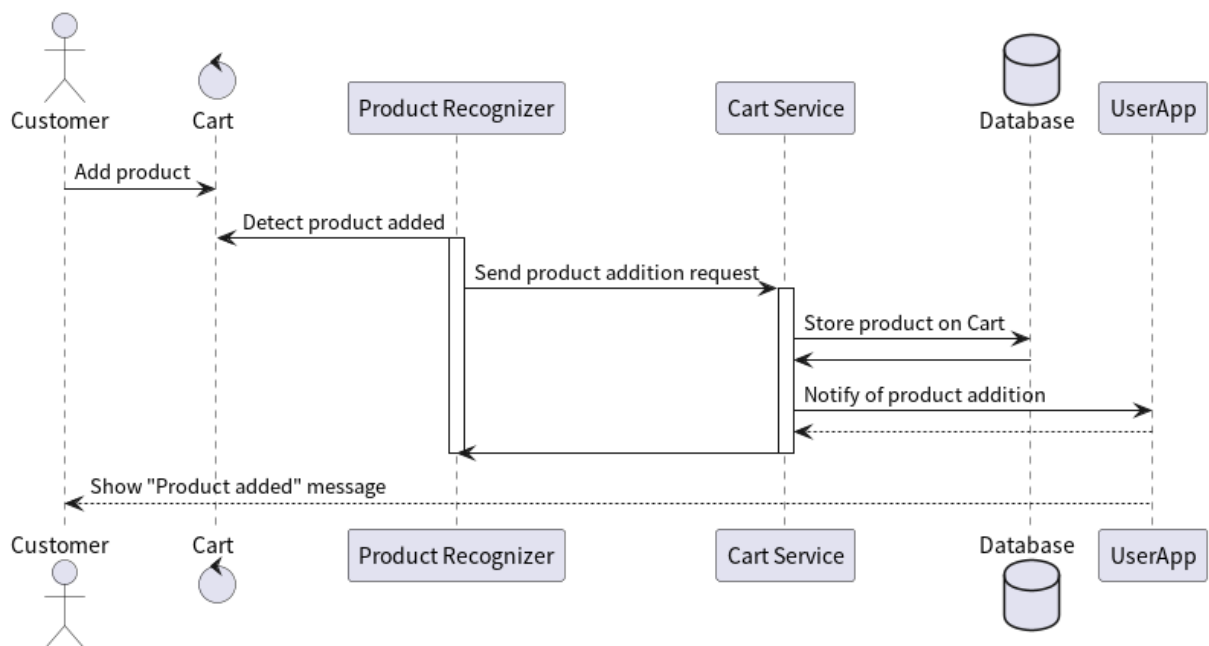 Customer
Cart
Product Recognizer
Cart Service
Database
UserApp
Add product
Detect product added
Send product addition request
Store product on Cart
Notify of product addition
Show "Product added" message
Customer
Cart
Product Recognizer
Cart Service
Database
UserApp